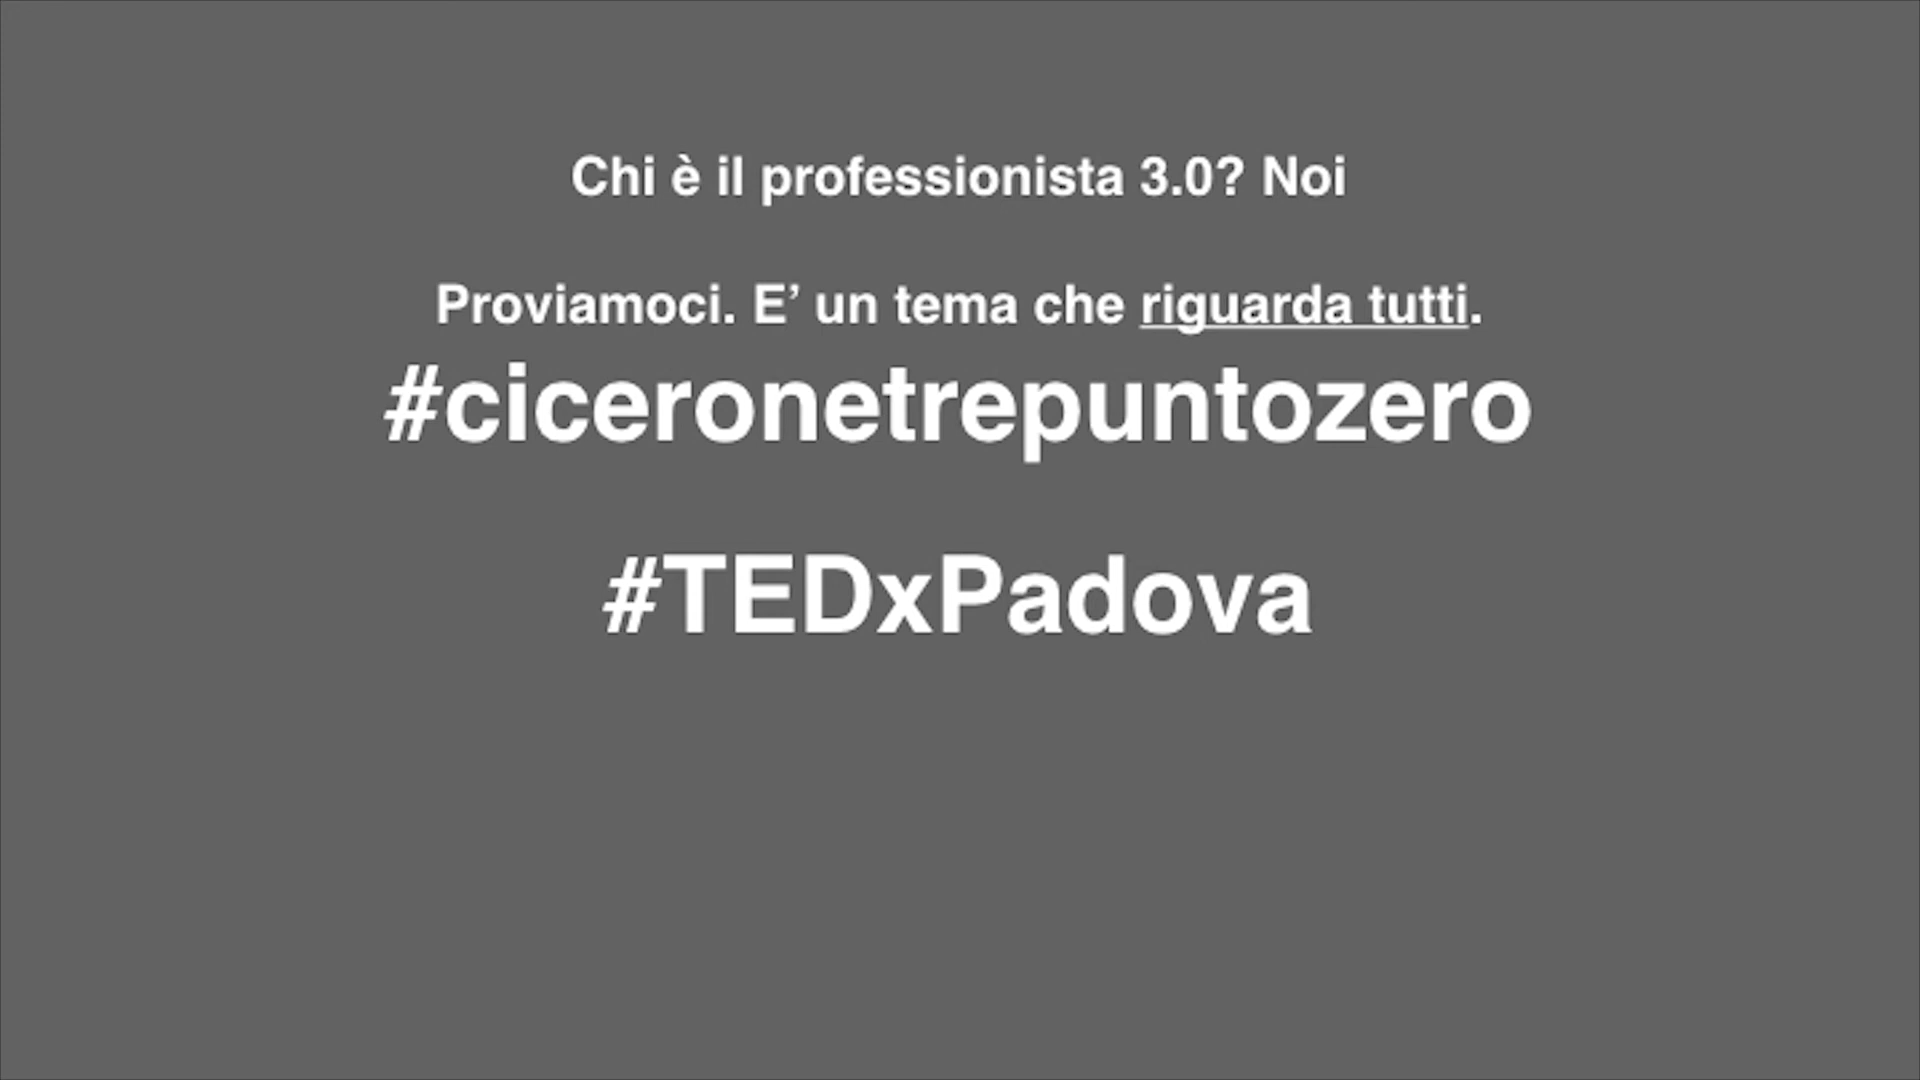 Chi è il professionista 3.0? Noi
Proviamoci. E’ un tema che riguarda tutti.
#ciceronetrepuntozero
#TEDxPadova